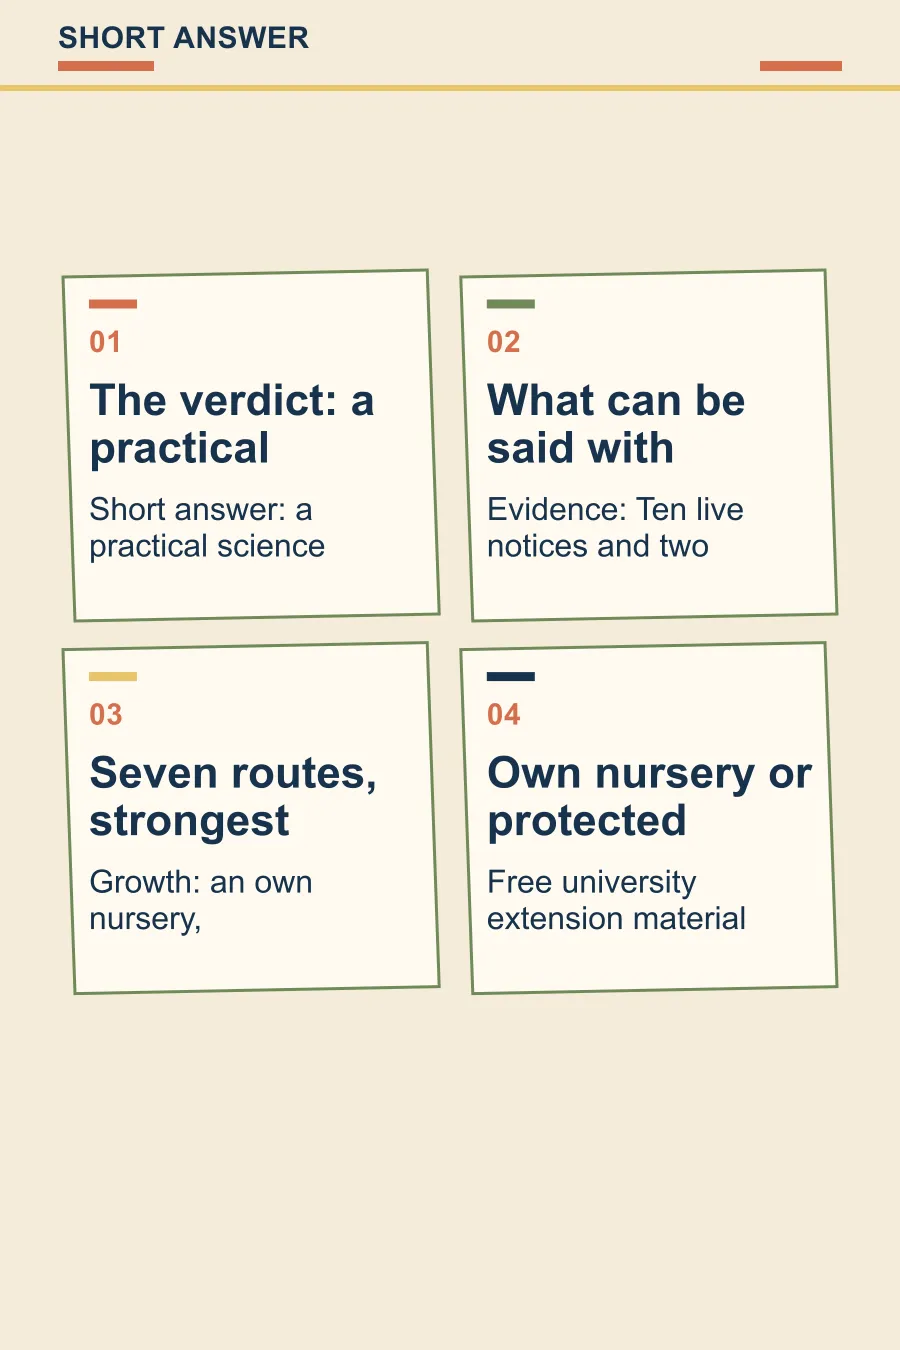 SHORT ANSWER
01
The verdict: a
practical
Short answer: a
practical science
02
What can be
said with
Evidence: Ten live
notices and two
03
Seven routes,
strongest
Growth: an own
nursery,
04
Own nursery or
protected
Free university
extension material